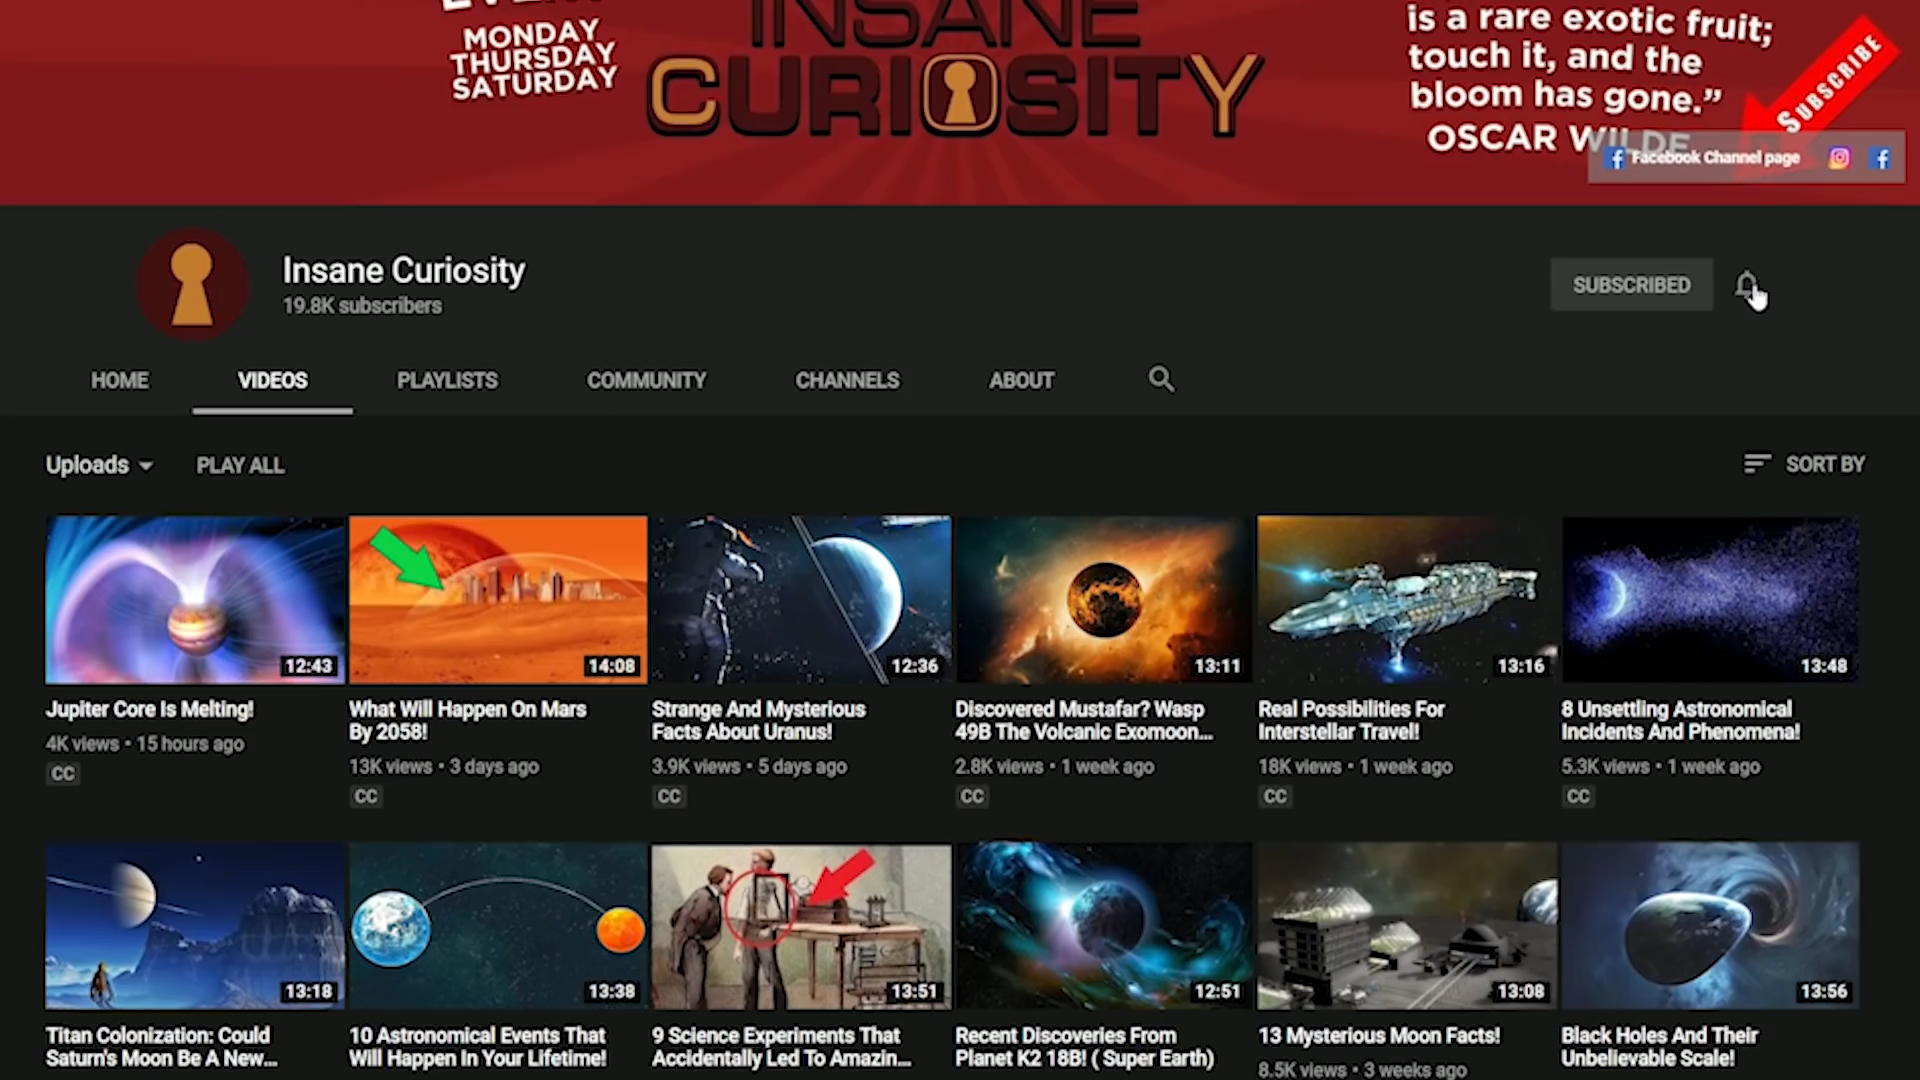 MONDAY
THURSDAY
SATURDAY
INSANE
CURIOSITY
is a rare exotic fruit;
touch it, and the
bloom has gone.”
OSCAR WILDE
SUBSCRIBE
Facebook Channel page
Insane Curiosity
19.8K subscribers
SUBSCRIBED
HOME VIDEOS PLAYLISTS COMMUNITY CHANNELS ABOUT
Uploads PLAY ALL SORT BY
12:43 14:08 12:36 13:11 13:16 13:48
Jupiter Core Is Melting!
4K views • 15 hours ago
CC
What Will Happen On Mars
By 2058!
13K views • 3 days ago
CC
Strange And Mysterious
Facts About Uranus!
3.9K views • 5 days ago
CC
Discovered Mustafar? Wasp
49B The Volcanic Exomoon...
2.8K views • 1 week ago
CC
Real Possibilities For
Interstellar Travel!
18K views • 1 week ago
CC
8 Unsettling Astronomical
Incidents And Phenomena!
5.3K views • 1 week ago
CC
13:18 13:38 13:51 12:51 13:08 13:56
Titan Colonization: Could
Saturn's Moon Be A New...
10 Astronomical Events That
Will Happen In Your Lifetime!
9 Science Experiments That
Accidentally Led To Amazin...
Recent Discoveries From
Planet K2 18B! ( Super Earth)
13 Mysterious Moon Facts!
8.5K views • 3 weeks ago
Black Holes And Their
Unbelievable Scale!